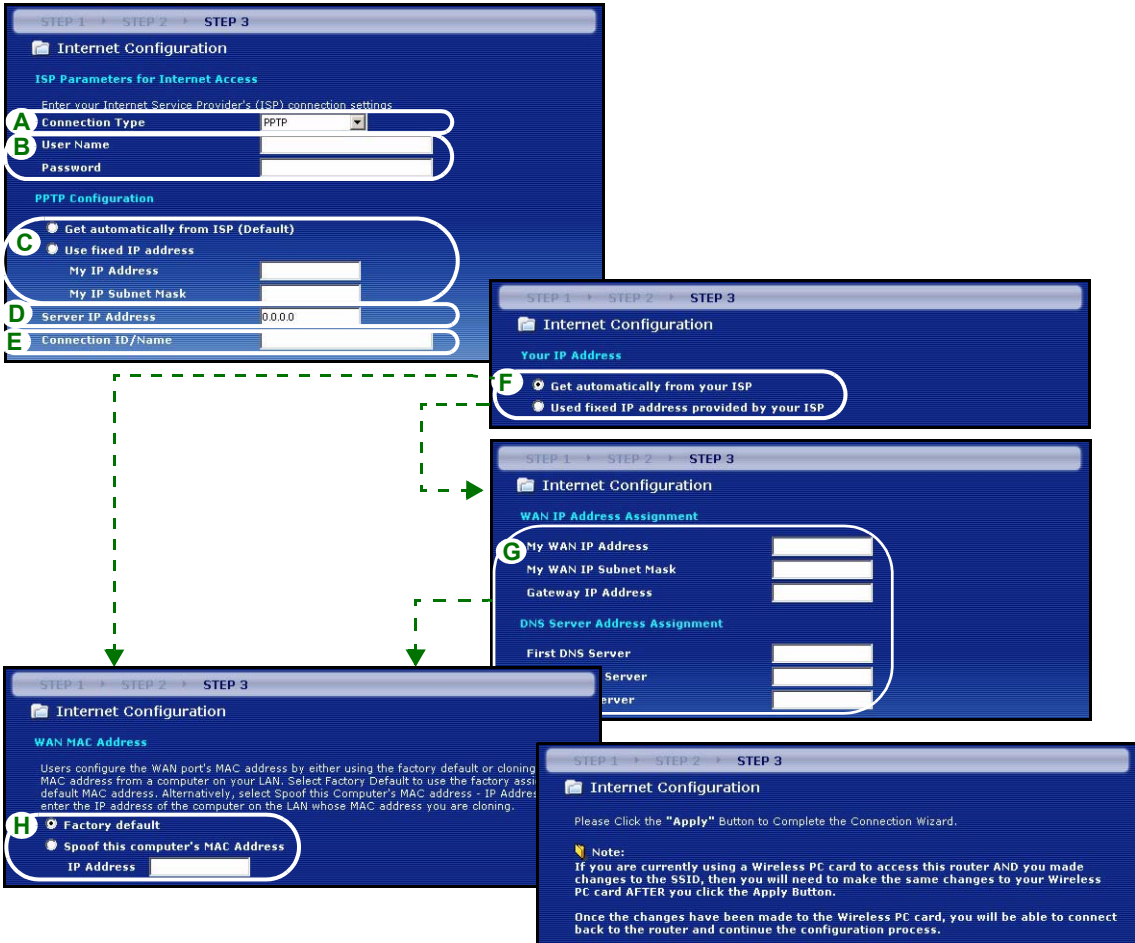 STEP 1 STEP 2 STEP 3
Internet Configuration
ISP Parameters for Internet Access
Enter your Internet Service Provider's (ISP) connection settings
A Connection Type PPTP
B User Name
Password
PPTP Configuration
Get automatically from ISP (Default)
C
Use fixed IP address
My IP Address
My IP Subnet Mask
D Server IP Address 0.0.0.0
E Connection ID/Name
STEP 1 STEP 2 STEP 3
Internet Configuration
Your IP Address
F Get automatically from your ISP
Used fixed IP address provided by your ISP
STEP 1 STEP 2 STEP 3
Internet Configuration
WAN IP Address Assignment
G My WAN IP Address
My WAN IP Subnet Mask
Gateway IP Address
DNS Server Address Assignment
First DNS Server
Server
erver
STEP 1 STEP 2 STEP 3
Internet Configuration
WAN MAC Address
Users configure the WAN port's MAC address by either using the factory default or cloning
MAC address from a computer on your LAN. Select Factory Default to use the factory assi
default MAC address. Alternatively, select Spoof this Computer's MAC address - IP Addres
enter the IP address of the computer on the LAN whose MAC address you are cloning.
H Factory default
Spoof this computer's MAC Address
IP Address
STEP 1 STEP 2 STEP 3
Internet Configuration
Please Click the "Apply" Button to Complete the Connection Wizard.
Note:
If you are currently using a Wireless PC card to access this router AND you made
changes to the SSID, then you will need to make the same changes to your Wireless
PC card AFTER you click the Apply Button.
Once the changes have been made to the Wireless PC card, you will be able to connect
back to the router and continue the configuration process.